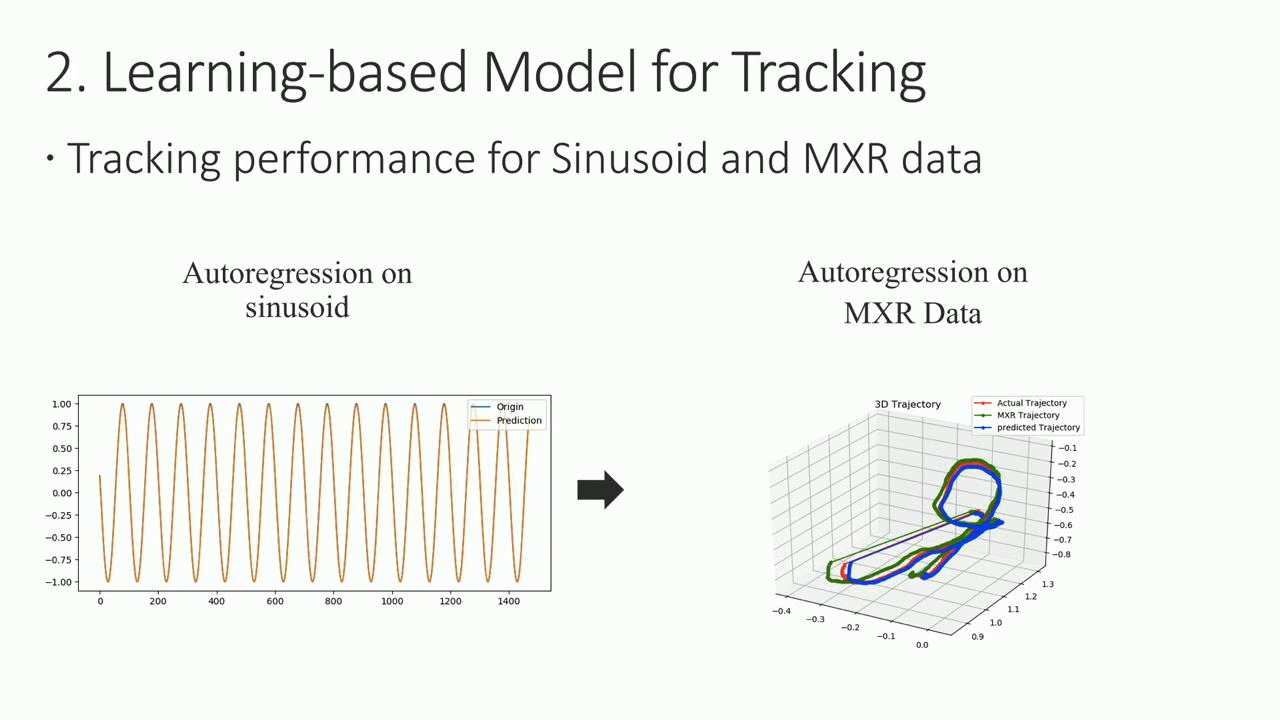 2. Learning-based Model for Tracking
• Tracking performance for Sinusoid and MXR data
Autoregression on
sinusoid
Autoregression on
MXR Data
1.00
0.75
0.50
0.25
0.00
−0.25
−0.50
−0.75
−1.00
0
200
400
600
800
1000
1200
1400
Origin
Prediction
3D Trajectory
Actual Trajectory
MXR Trajectory
predicted Trajectory
−0.1
−0.2
−0.3
−0.4
−0.5
−0.6
−0.7
−0.8
1.3
1.2
1.1
1.0
0.9
−0.4
−0.3
−0.2
−0.1
0.0